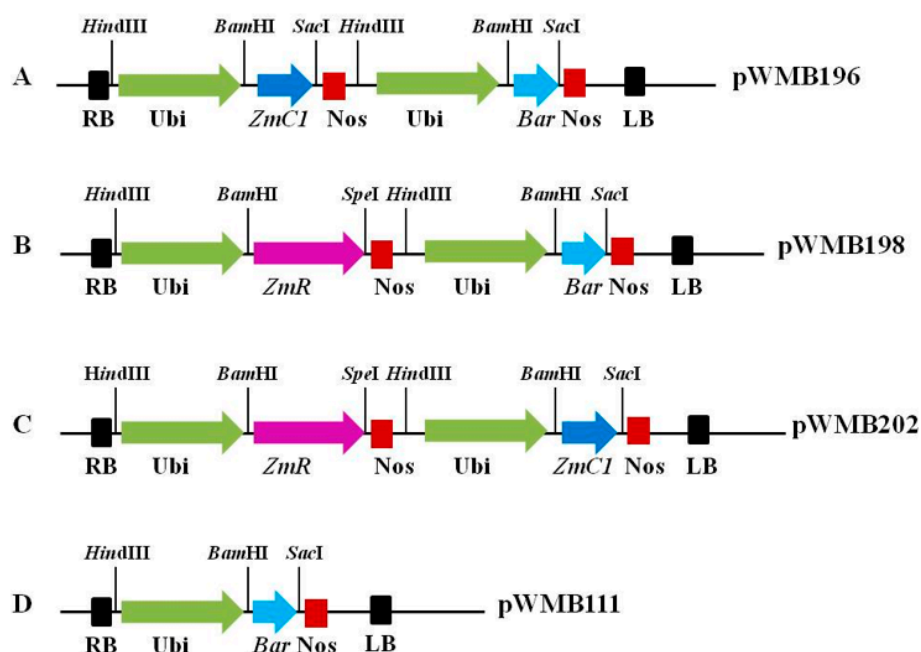 HindIII BamHI SacI HindIII BamHI SacI
A pWMB196
RB Ubi ZmC1 Nos Ubi Bar Nos LB
HindIII BamHI SpeI HindIII BamHI SacI
B pWMB198
RB Ubi ZmR Nos Ubi Bar Nos LB
HindIII BamHI SpeI HindIII BamHI SacI
C pWMB202
RB Ubi ZmR Nos Ubi ZmC1 Nos LB
HindIII BamHI SacI
D pWMB111
RB Ubi Bar Nos LB